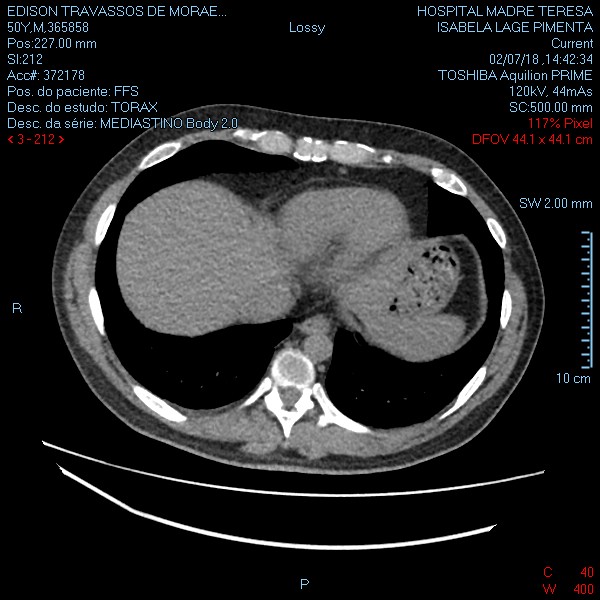 EDISON TRAVASSOS DE MORAE...
50Y,M,365858
Pos:227.00 mm
SI:212
Acc#: 372178
Pos. do paciente: FFS
Desc. do estudo: TORAX
Desc. da série: MEDIASTINO Body 2.0
< 3 - 212 >
Lossy
HOSPITAL MADRE TERESA
ISABELA LAGE PIMENTA
Current
02/07/18 ,14:42:34
TOSHIBA Aquilion PRIME
120kV, 44mAs
SC:500.00 mm
117% Pixel
DFOV 44.1 x 44.1 cm
SW 2.00 mm
R
10 cm
P
C 40
W 400